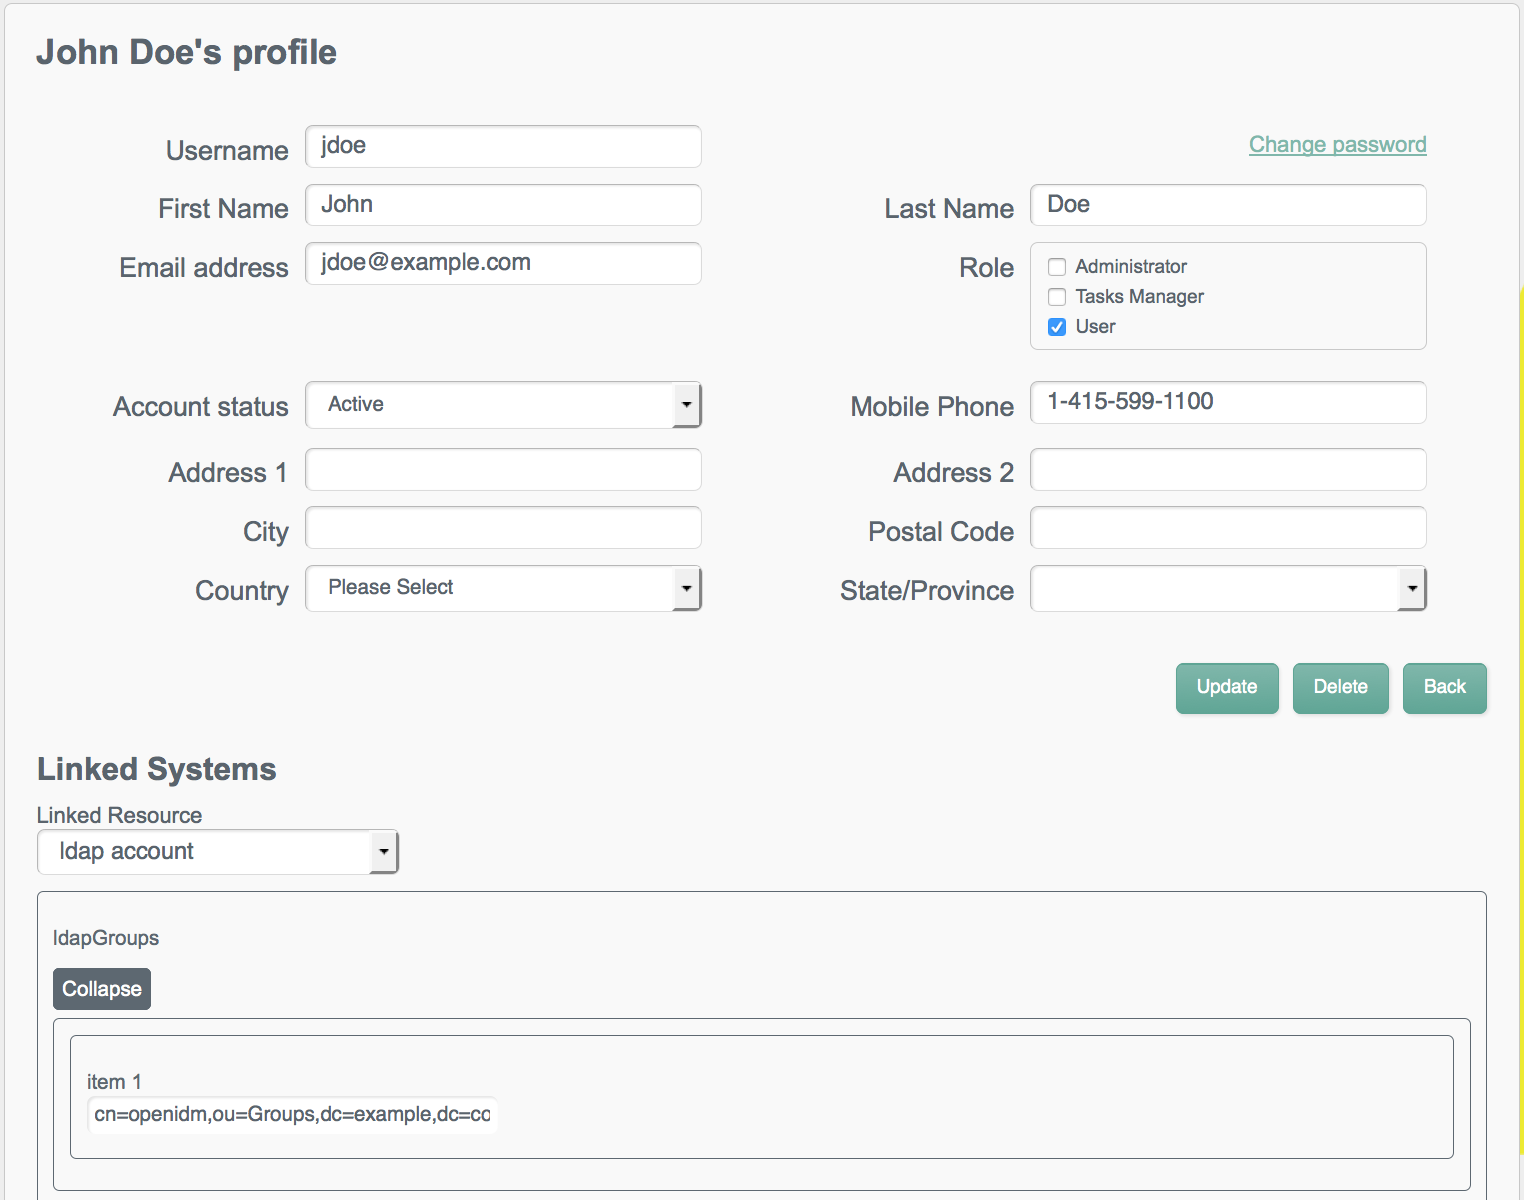 John Doe's profile
Username jdoe Change password
First Name John Last Name Doe
Email address jdoe@example.com Role Administrator
Tasks Manager
User
Account status Active Mobile Phone 1-415-599-1100
Address 1 Address 2
City Postal Code
Country Please Select State/Province
Update Delete Back
Linked Systems
Linked Resource
ldap account
ldapGroups
Collapse
item 1
cn=openidm,ou=Groups,dc=example,dc=co